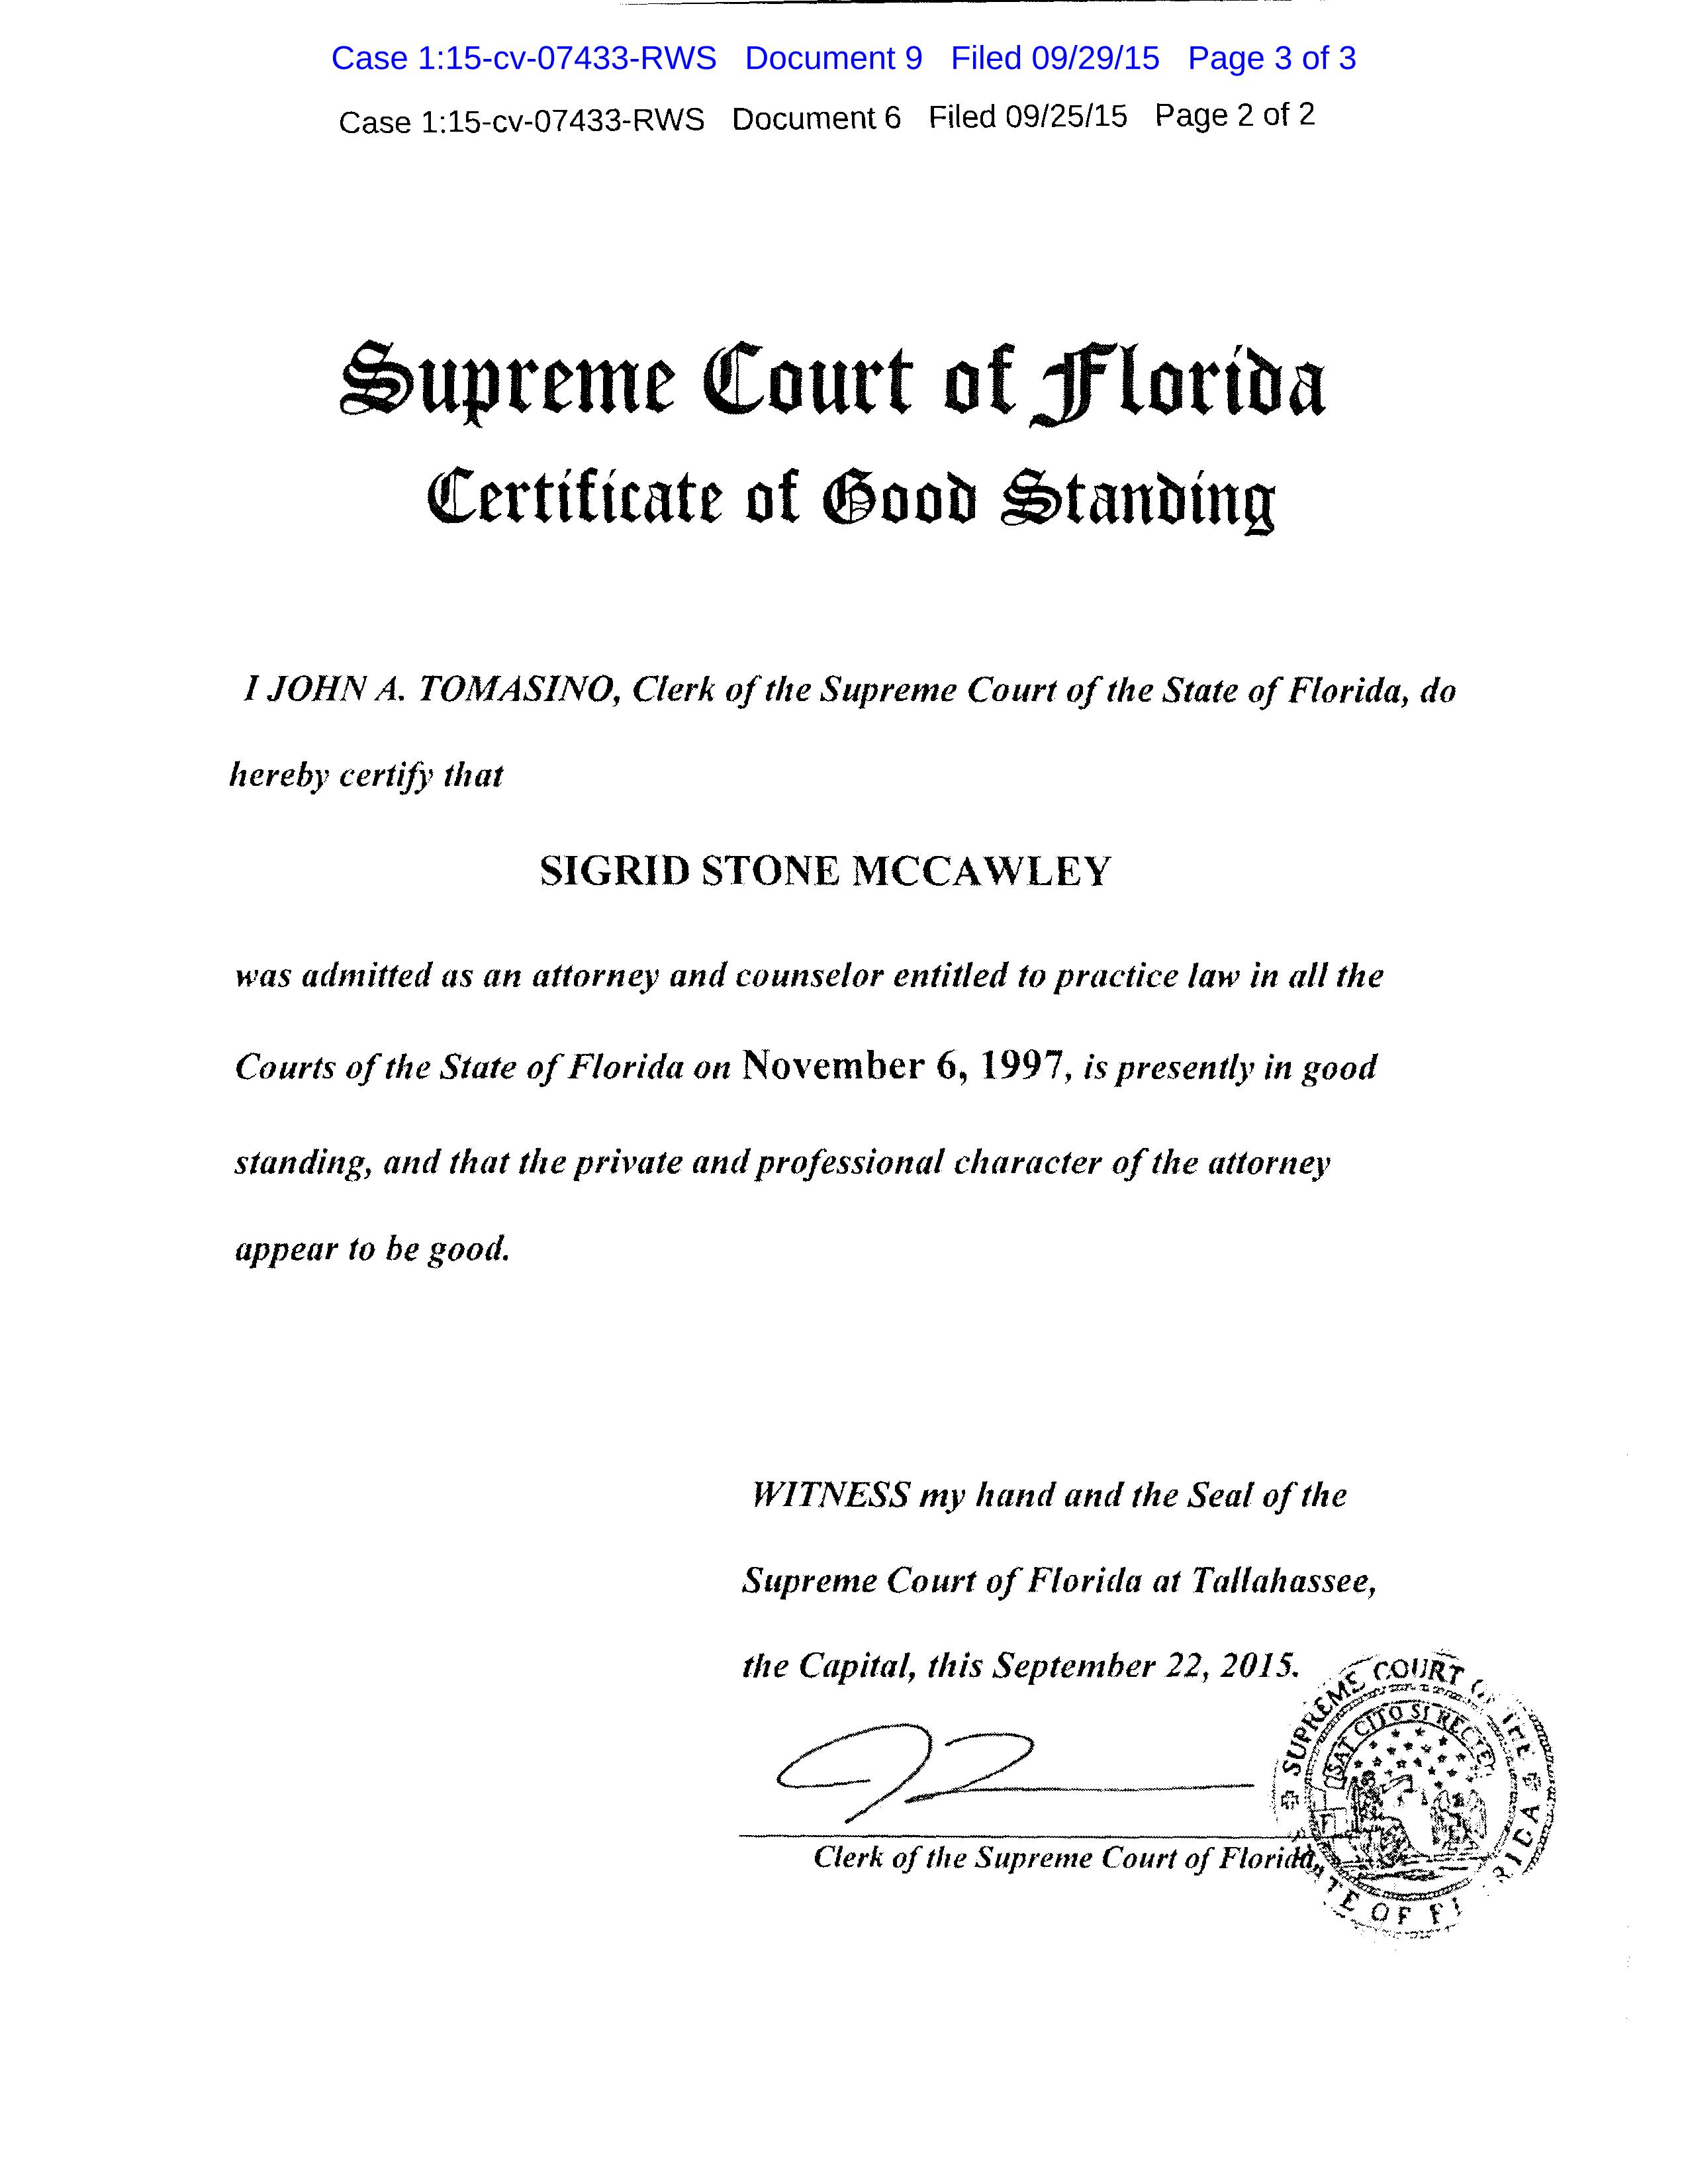 Case 1:15-cv-07433-RWS Document 9 Filed 09/29/15 Page 3 of 3
Case 1:15-cv-07433-RWS Document 6 Filed 09/25/15 Page 2 of 2
Supreme Court of Florida
Certificate of Good Standing
I JOHN A. TOMASINO, Clerk of the Supreme Court of the State of Florida, do
hereby certify that
SIGRID STONE MCCAWLEY
was admitted as an attorney and counselor entitled to practice law in all the
Courts of the State of Florida on November 6, 1997, is presently in good
standing, and that the private and professional character of the attorney
appear to be good.
WITNESS my hand and the Seal of the
Supreme Court of Florida at Tallahassee,
the Capital, this September 22, 2015.
Clerk of the Supreme Court of Florida,
SUPREME COURT OF THE
SAT CITO SI RECTE
STATE OF FLORIDA